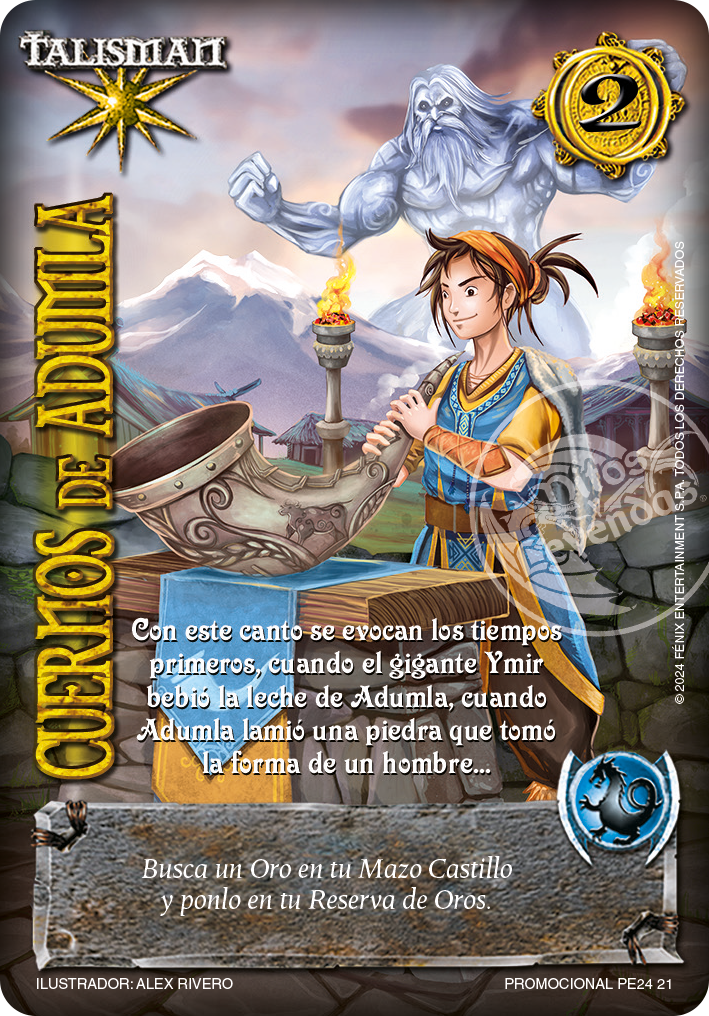 TALISMAN
2
CUERNOS DE ADUMLA
Con este canto se evocan los tiempos
primeros, cuando el gigante Ymir
bebió la leche de Adumla, cuando
Adumla lamió una piedra que tomó
la forma de un hombre...
Busca un Oro en tu Mazo Castillo
y ponlo en tu Reserva de Oros.
Mitos
Leyendas
© 2024 FÉNIX ENTERTAINMENT S.P.A. TODOS LOS DERECHOS RESERVADOS
ILUSTRADOR: ALEX RIVERO
PROMOCIONAL PE24 21